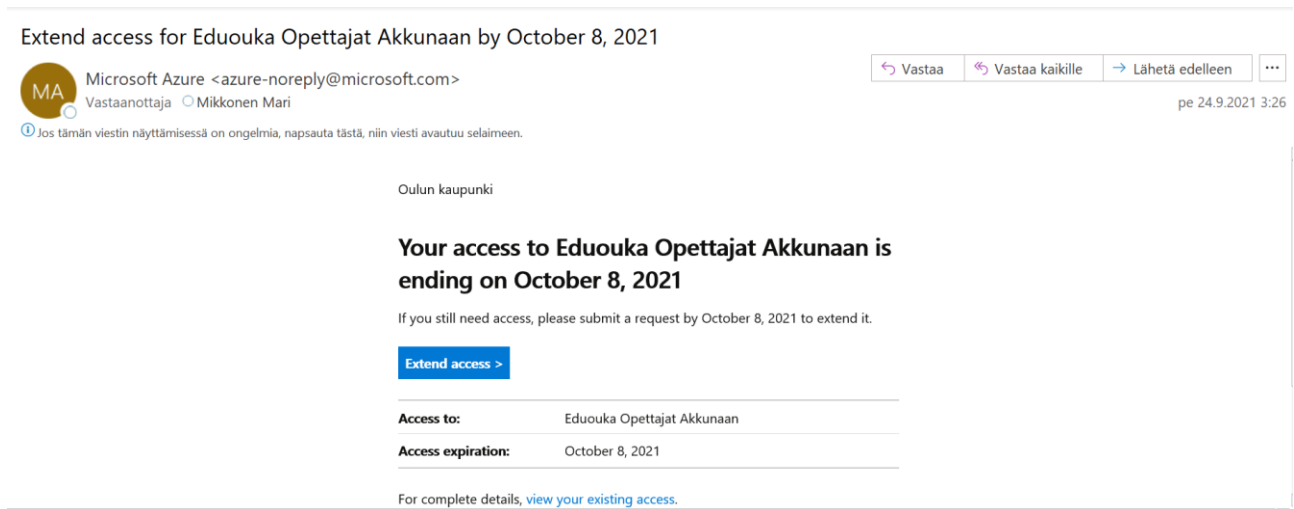 Extend access for Eduouka Opettajat Akkunaan by October 8, 2021
MA
Microsoft Azure <azure-noreply@microsoft.com>
Vastaanottaja Mikkonen Mari
Vastaa
Vastaa kaikille
Lähetä edelleen
pe 24.9.2021 3:26
Jos tämän viestin näyttämisessä on ongelmia, napsauta tästä, niin viesti avautuu selaimeen.
Oulun kaupunki
Your access to Eduouka Opettajat Akkunaan is
ending on October 8, 2021
If you still need access, please submit a request by October 8, 2021 to extend it.
Extend access >
Access to: Eduouka Opettajat Akkunaan
Access expiration: October 8, 2021
For complete details, view your existing access.